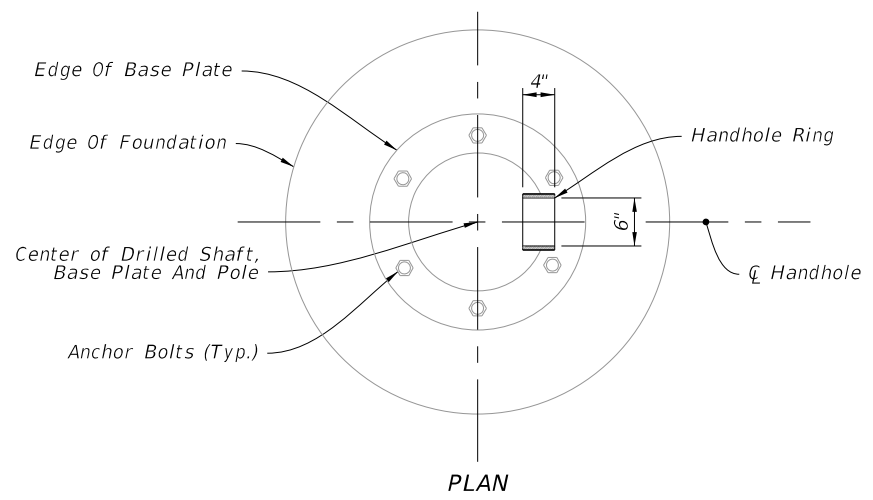 Edge Of Base Plate
4"
Edge Of Foundation
Handhole Ring
6"
Center of Drilled Shaft,
Base Plate And Pole
℄ Handhole
Anchor Bolts (Typ.)
PLAN